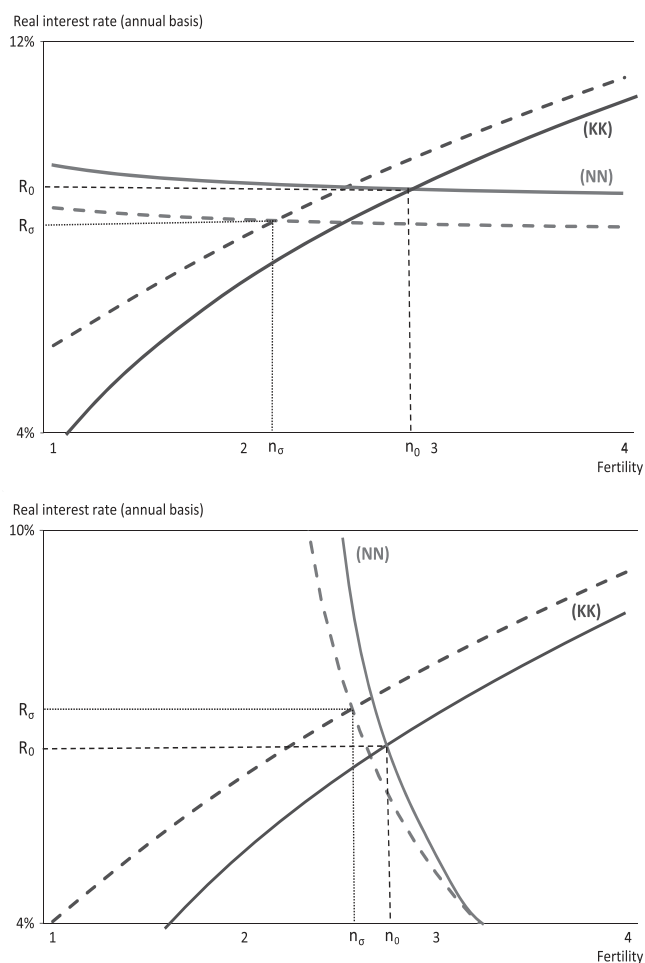 Real interest rate (annual basis)
12%
(KK)
(NN)
R₀
Rσ
4%
1 2 nσ n₀ 3 4
Fertility
Real interest rate (annual basis)
10%
(NN)
(KK)
Rσ
R₀
4%
1 2 nσ n₀ 3 4
Fertility